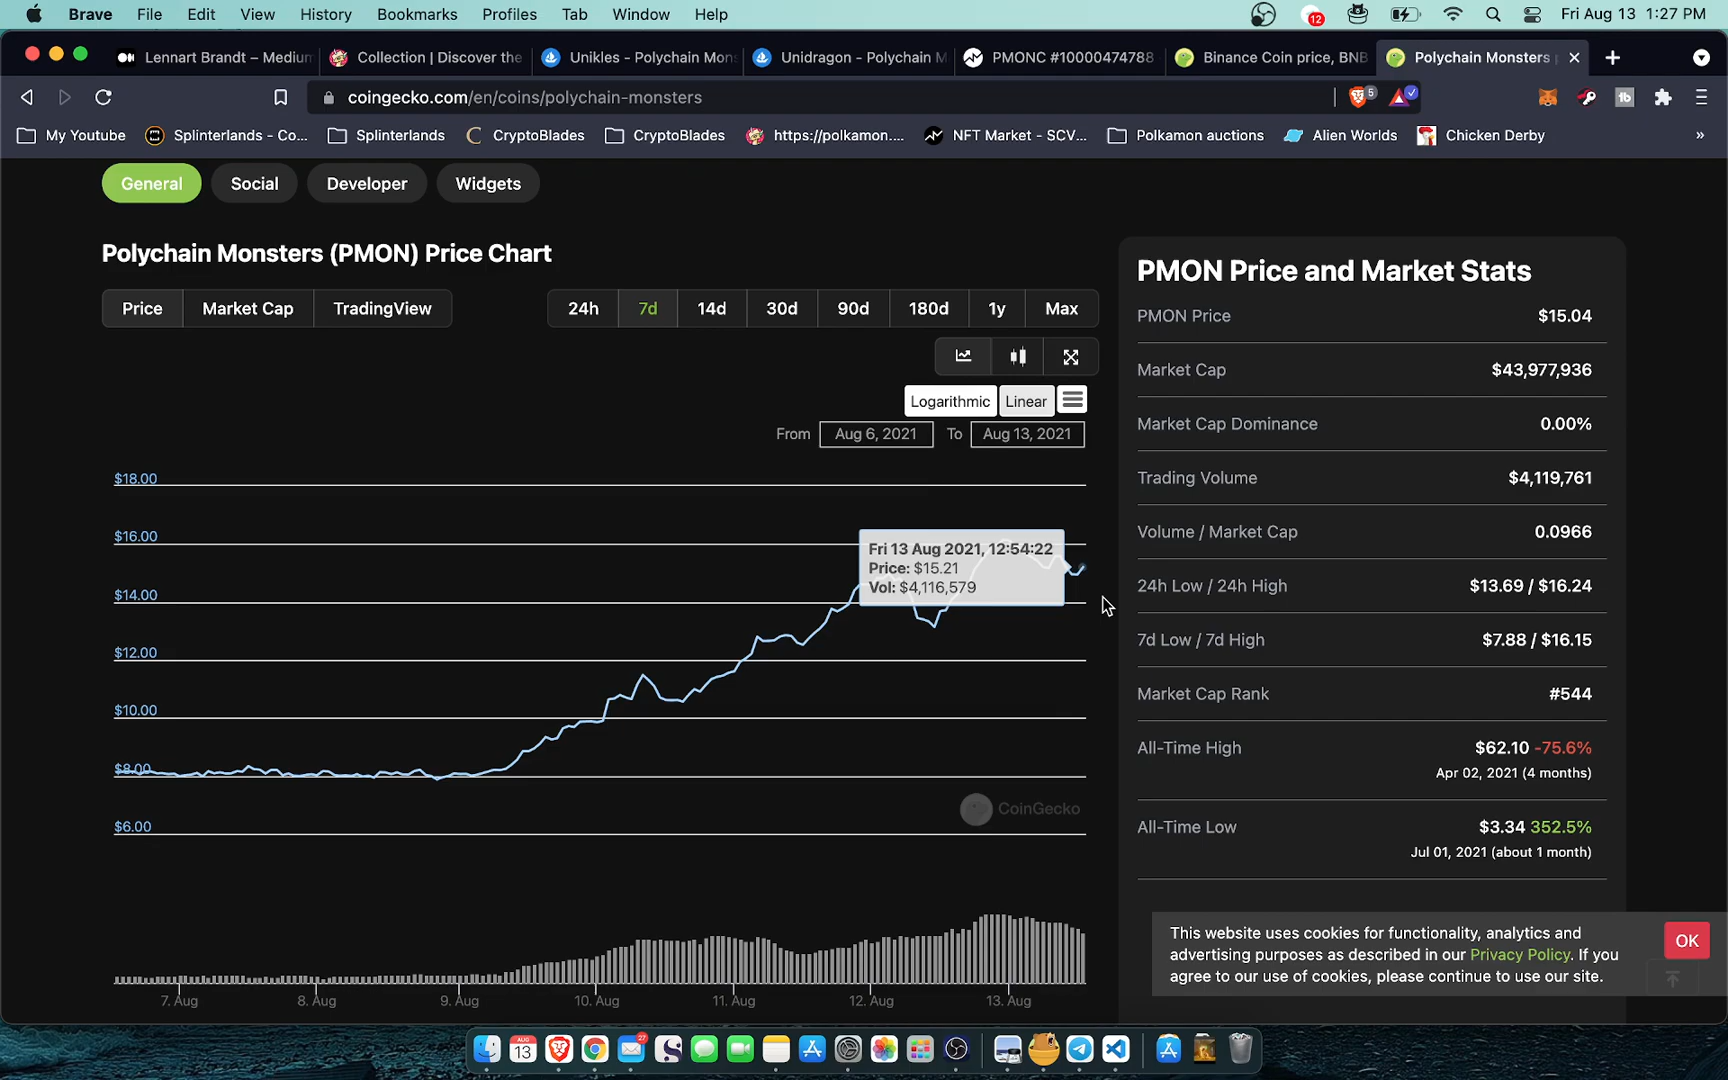 Brave File Edit View History Bookmarks Profiles Tab Window Help 12 Fri Aug 13 1:27 PM
Lennart Brandt – Medium Collection | Discover the Unikles - Polychain Mons Unidragon - Polychain M PMONC #10000474788 Binance Coin price, BNB Polychain Monsters
coingecko.com/en/coins/polychain-monsters 5 tb
My Youtube Splinterlands - Co... Splinterlands CryptoBlades CryptoBlades https://polkamon.... NFT Market - SCV... Polkamon auctions Alien Worlds Chicken Derby »
General Social Developer Widgets
Polychain Monsters (PMON) Price Chart
Price Market Cap TradingView 24h 7d 14d 30d 90d 180d 1y Max
Logarithmic Linear
From Aug 6, 2021 To Aug 13, 2021
$18.00
$16.00
$14.00
$12.00
$10.00
$8.00
$6.00
Fri 13 Aug 2021, 12:54:22
Price: $15.21
Vol: $4,116,579
CoinGecko
7. Aug 8. Aug 9. Aug 10. Aug 11. Aug 12. Aug 13. Aug
PMON Price and Market Stats
PMON Price $15.04
Market Cap $43,977,936
Market Cap Dominance 0.00%
Trading Volume $4,119,761
Volume / Market Cap 0.0966
24h Low / 24h High $13.69 / $16.24
7d Low / 7d High $7.88 / $16.15
Market Cap Rank #544
All-Time High $62.10 -75.6%
Apr 02, 2021 (4 months)
All-Time Low $3.34 352.5%
Jul 01, 2021 (about 1 month)
This website uses cookies for functionality, analytics and
advertising purposes as described in our Privacy Policy. If you
agree to our use of cookies, please continue to use our site.
OK
AUG
13
27